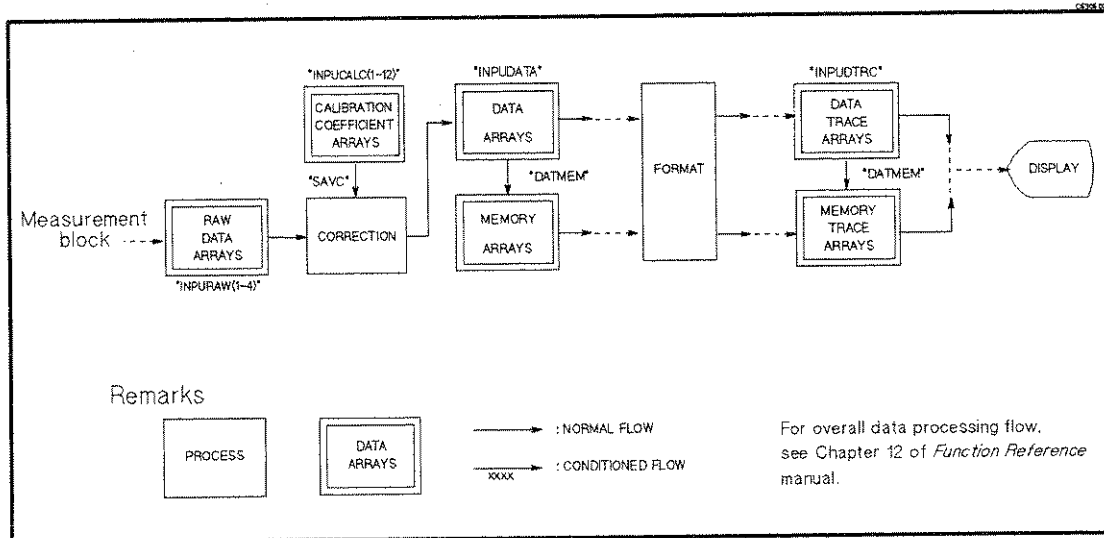 "INPUCALC(1-12)"
CALIBRATION
COEFFICIENT
ARRAYS
"SAVC"
"INPUDATA"
DATA
ARRAYS
"DATMEM"
MEMORY
ARRAYS
FORMAT
"INPUDTRC"
DATA
TRACE
ARRAYS
"DATMEM"
MEMORY
TRACE
ARRAYS
DISPLAY
Measurement
block
RAW
DATA
ARRAYS
"INPURAW(1-4)"
CORRECTION
Remarks
PROCESS
DATA
ARRAYS
: NORMAL FLOW
xxxx : CONDITIONED FLOW
For overall data processing flow,
see Chapter 12 of Function Reference
manual.